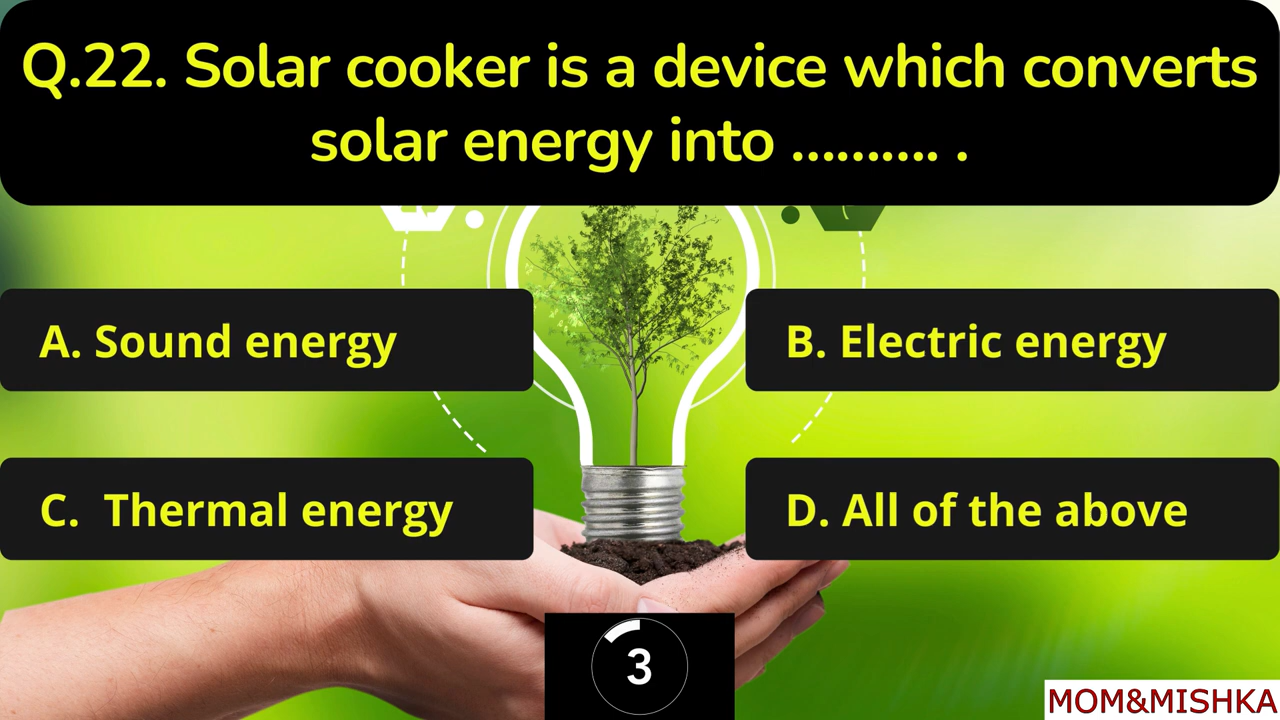 Q.22. Solar cooker is a device which converts
solar energy into .......... .
A. Sound energy
B. Electric energy
C. Thermal energy
D. All of the above
3
MOM&MISHKA